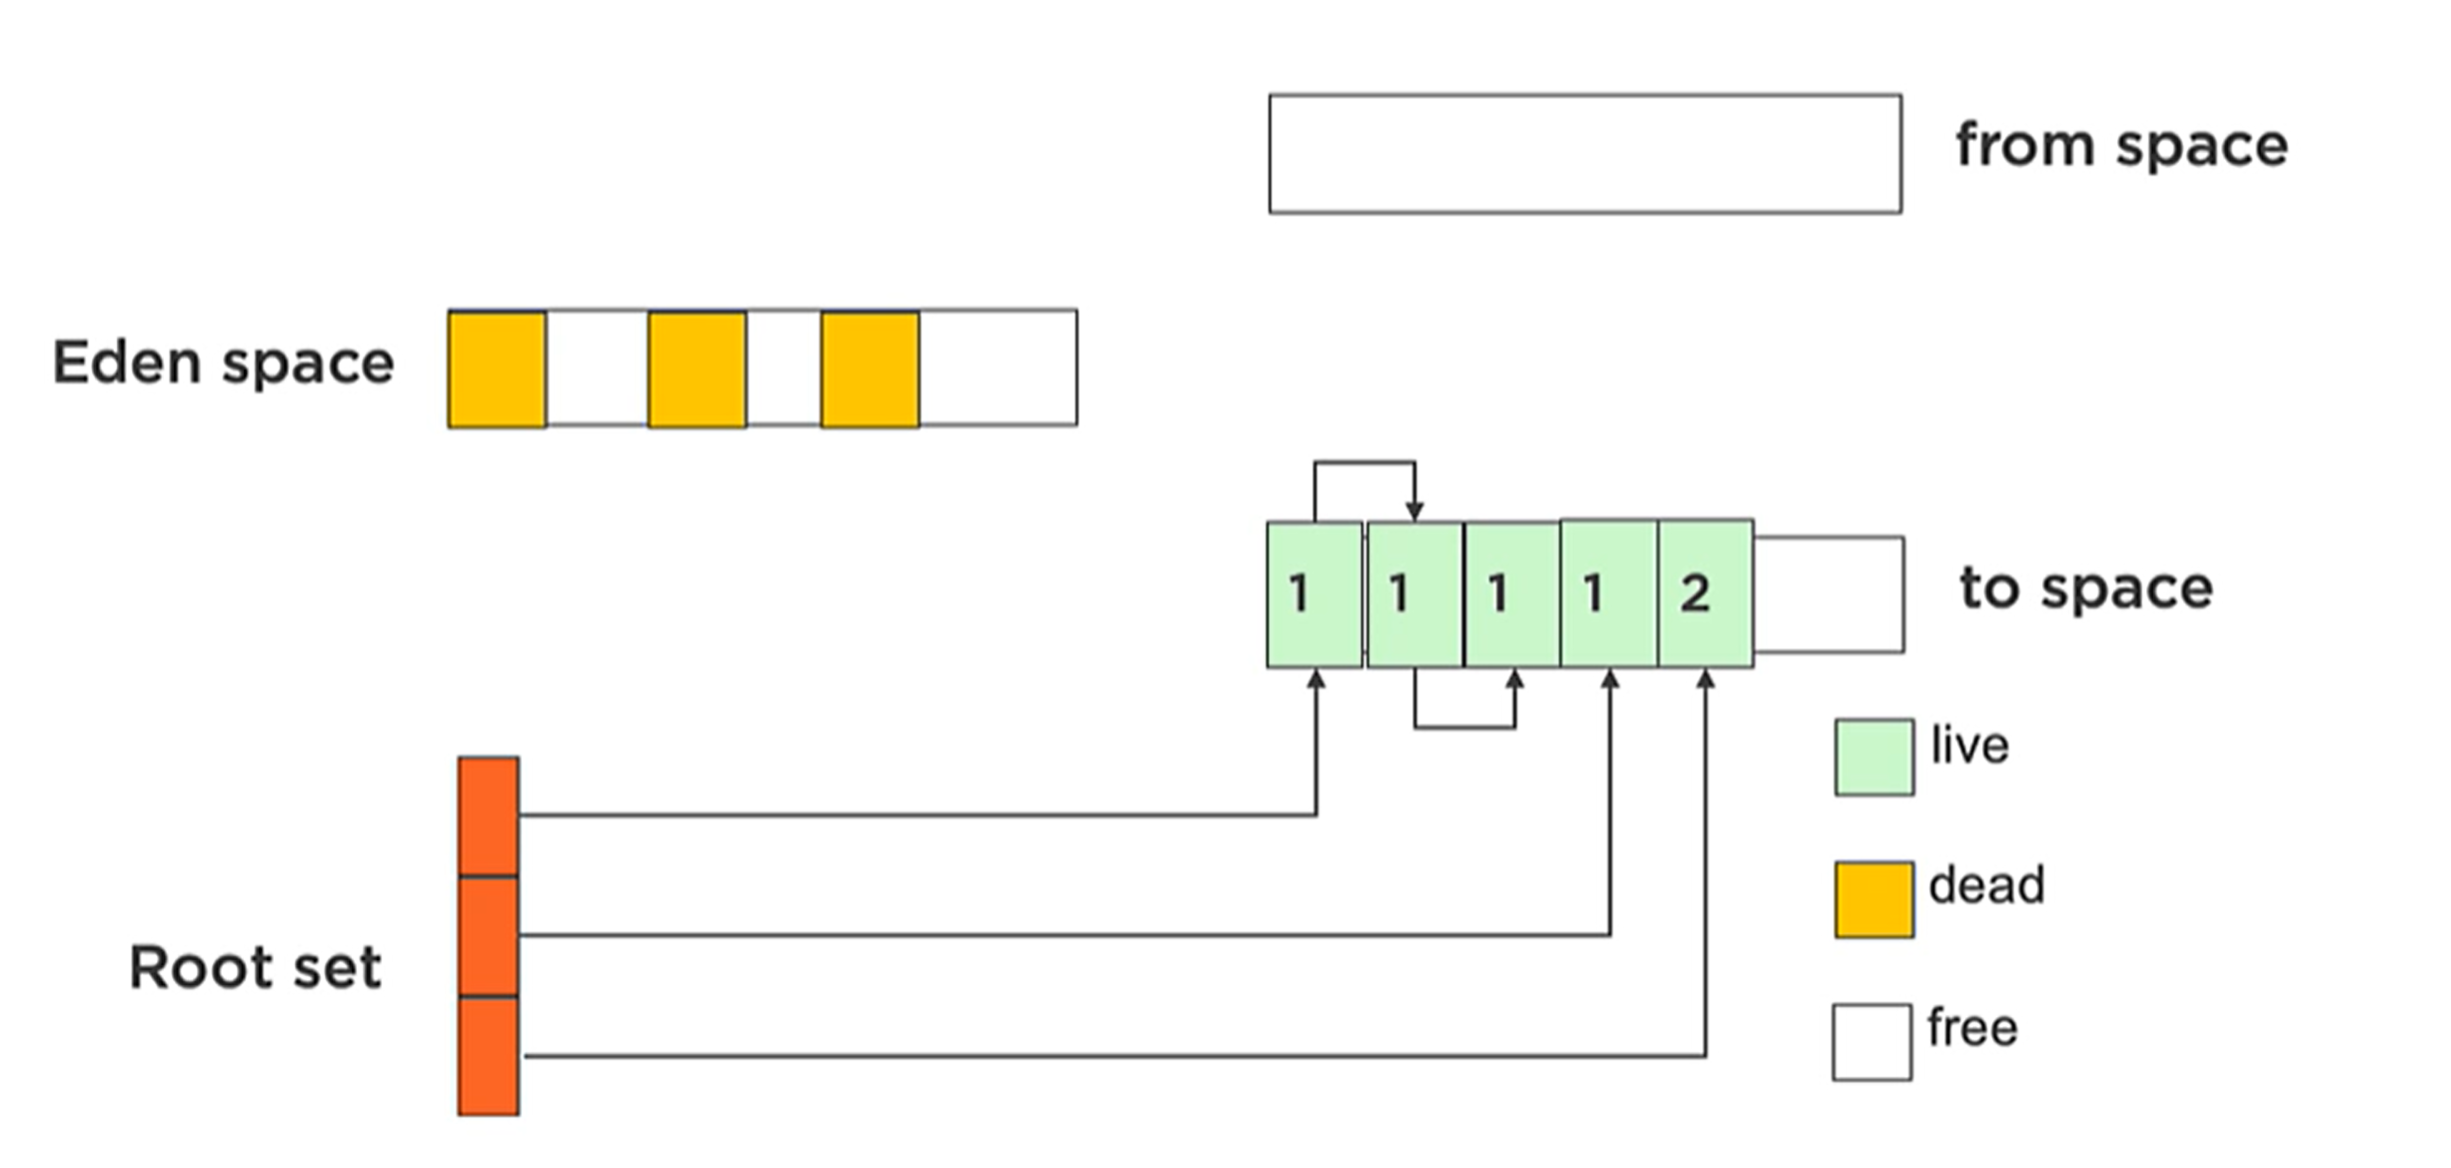 from space
Eden space
1 1 1 1 2
to space
live
dead
Root set
free